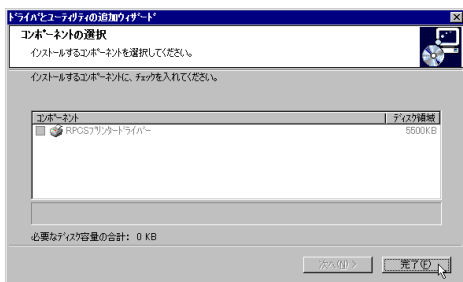 ドライバとユーティリティの追加ウィザード
コンポーネントの選択
インストールするコンポーネントを選択してください。
インストールするコンポーネントに、チェックを入れてください。
コンポーネント ディスク領域
RPCSプリンタードライバー 5500KB
必要なディスク容量の合計: 0 KB
次へ(N) > 完了(F)